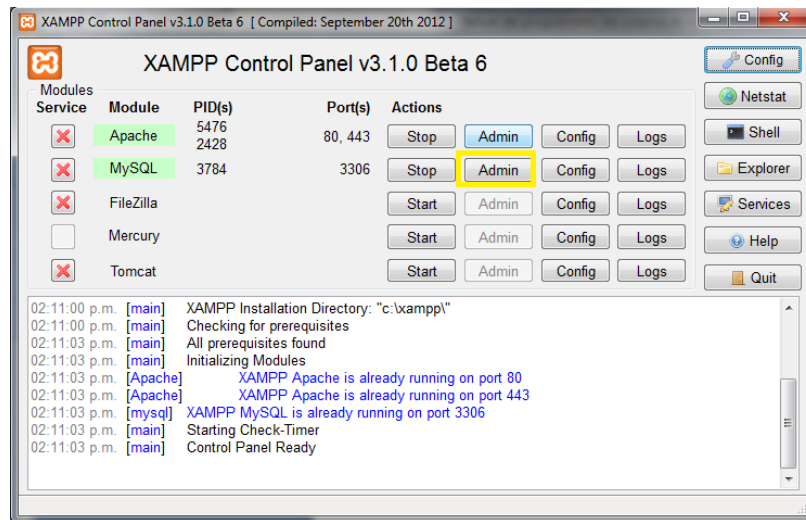 XAMPP Control Panel v3.1.0 Beta 6 [ Compiled: September 20th 2012 ]
XAMPP Control Panel v3.1.0 Beta 6
Config
Modules
Service Module PID(s) Port(s) Actions
Netstat
Apache 5476 2428 80, 443 Stop Admin Config Logs
Shell
MySQL 3784 3306 Stop Admin Config Logs
Explorer
FileZilla Start Admin Config Logs
Services
Mercury Start Admin Config Logs
Help
Tomcat Start Admin Config Logs
Quit
02:11:00 p.m. [main] XAMPP Installation Directory: "c:\xampp\"
02:11:00 p.m. [main] Checking for prerequisites
02:11:03 p.m. [main] All prerequisites found
02:11:03 p.m. [main] Initializing Modules
02:11:03 p.m. [Apache] XAMPP Apache is already running on port 80
02:11:03 p.m. [Apache] XAMPP Apache is already running on port 443
02:11:03 p.m. [mysql] XAMPP MySQL is already running on port 3306
02:11:03 p.m. [main] Starting Check-Timer
02:11:03 p.m. [main] Control Panel Ready